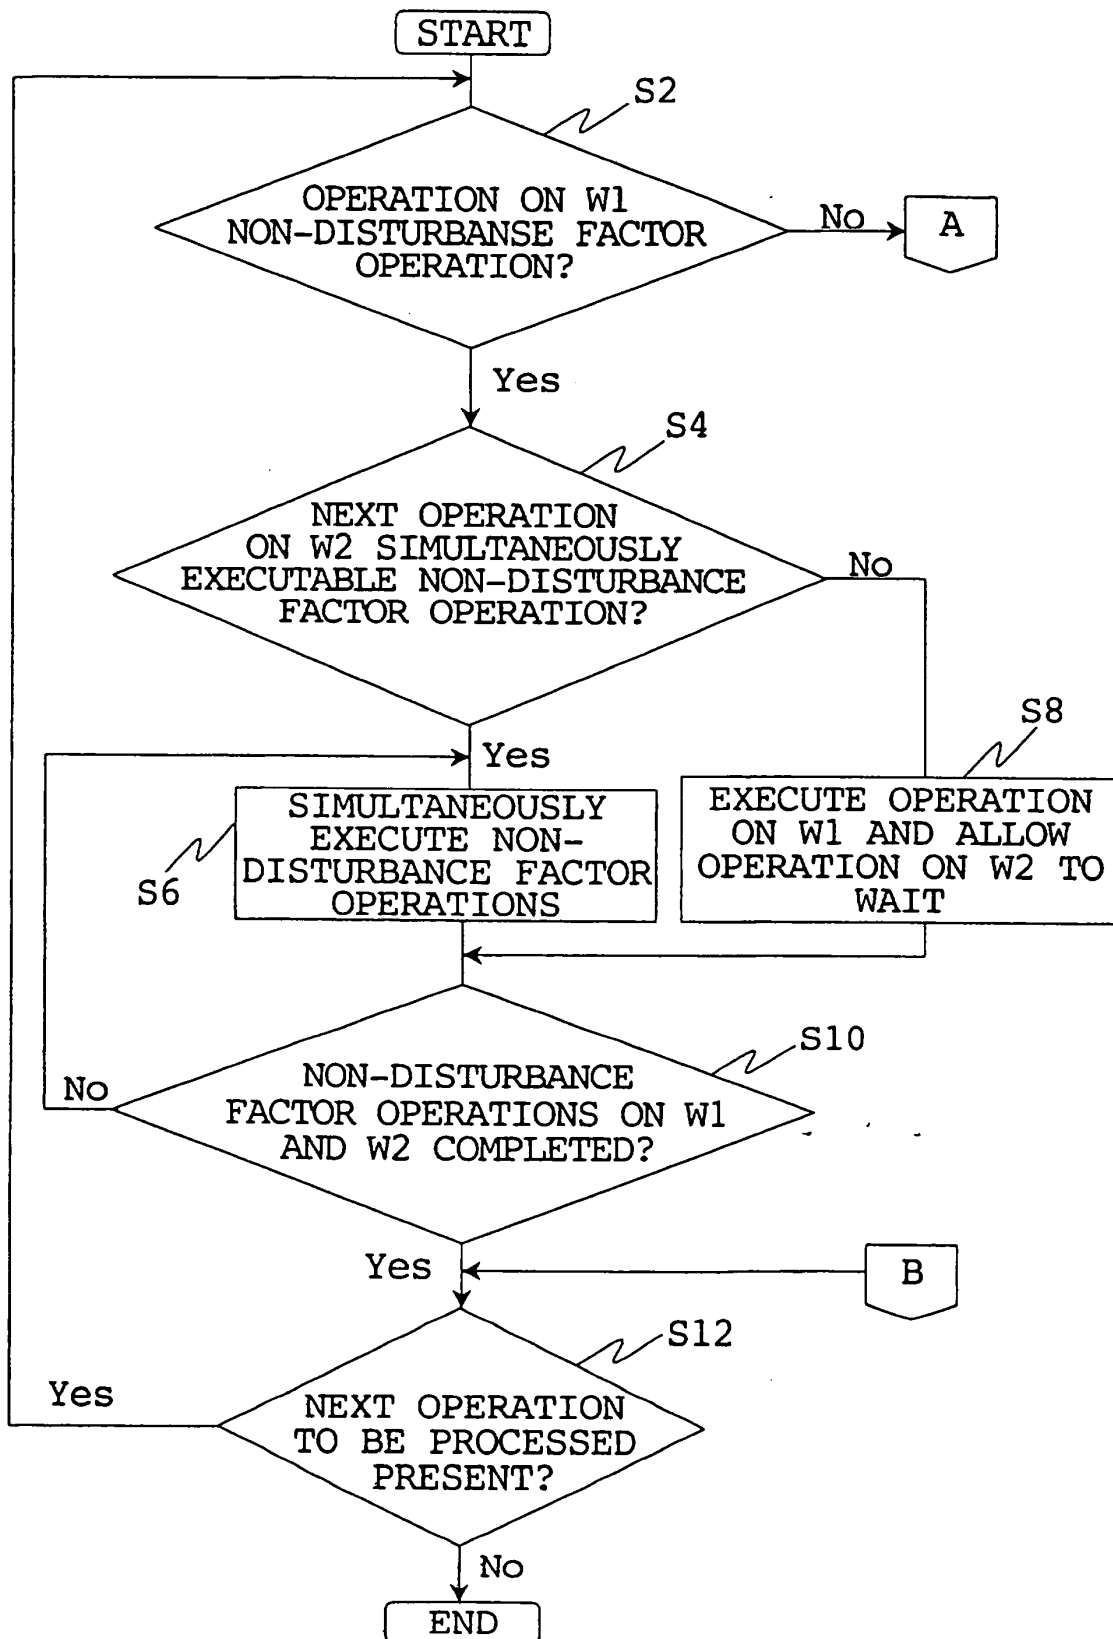 START
S2
OPERATION ON W1
NON-DISTURBANSE FACTOR
OPERATION?
No
A
Yes
S4
NEXT OPERATION
ON W2 SIMULTANEOUSLY
EXECUTABLE NON-DISTURBANCE
FACTOR OPERATION?
No
Yes
S8
SIMULTANEOUSLY
EXECUTE NON-
DISTURBANCE FACTOR
OPERATIONS
S6
EXECUTE OPERATION
ON W1 AND ALLOW
OPERATION ON W2 TO
WAIT
S10
NON-DISTURBANCE
FACTOR OPERATIONS ON W1
AND W2 COMPLETED?
No
Yes
B
S12
NEXT OPERATION
TO BE PROCESSED
PRESENT?
Yes
No
END